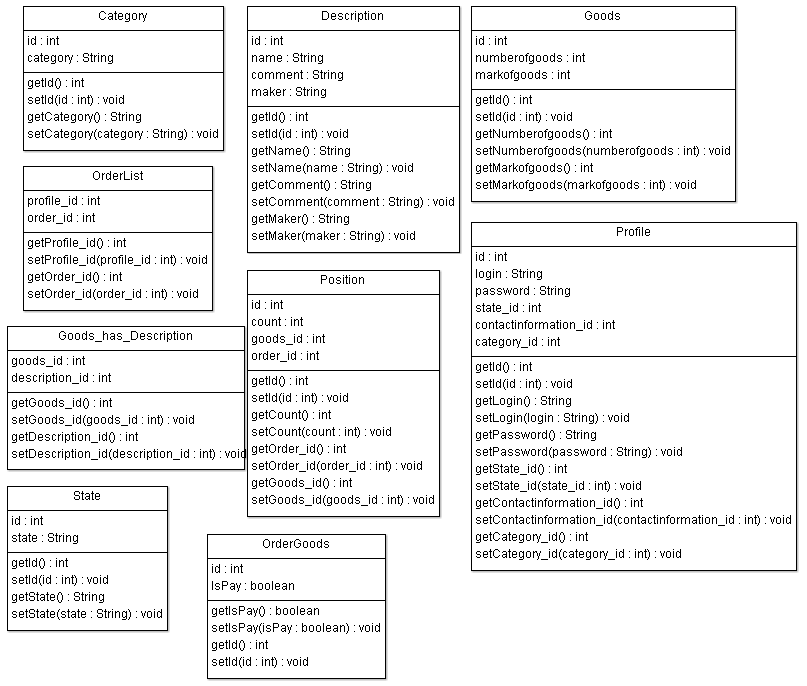 Category
id : int
category : String
getId() : int
setId(id : int) : void
getCategory() : String
setCategory(category : String) : void
Description
id : int
name : String
comment : String
maker : String
getId() : int
setId(id : int) : void
getName() : String
setName(name : String) : void
getComment() : String
setComment(comment : String) : void
getMaker() : String
setMaker(maker : String) : void
Goods
id : int
numberofgoods : int
markofgoods : int
getId() : int
setId(id : int) : void
getNumberofgoods() : int
setNumberofgoods(numberofgoods : int) : void
getMarkofgoods() : int
setMarkofgoods(markofgoods : int) : void
OrderList
profile_id : int
order_id : int
getProfile_id() : int
setProfile_id(profile_id : int) : void
getOrder_id() : int
setOrder_id(order_id : int) : void
Profile
id : int
login : String
password : String
state_id : int
contactinformation_id : int
category_id : int
getId() : int
setId(id : int) : void
getLogin() : String
setLogin(login : String) : void
getPassword() : String
setPassword(password : String) : void
getState_id() : int
setState_id(state_id : int) : void
getContactinformation_id() : int
setContactinformation_id(contactinformation_id : int) : void
getCategory_id() : int
setCategory_id(category_id : int) : void
Position
id : int
count : int
goods_id : int
order_id : int
getId() : int
setId(id : int) : void
getCount() : int
setCount(count : int) : void
getOrder_id() : int
setOrder_id(order_id : int) : void
getGoods_id() : int
setGoods_id(goods_id : int) : void
Goods_has_Description
goods_id : int
description_id : int
getGoods_id() : int
setGoods_id(goods_id : int) : void
getDescription_id() : int
setDescription_id(description_id : int) : void
State
id : int
state : String
getId() : int
setId(id : int) : void
getState() : String
setState(state : String) : void
OrderGoods
id : int
IsPay : boolean
getIsPay() : boolean
setIsPay(isPay : boolean) : void
getId() : int
setId(id : int) : void